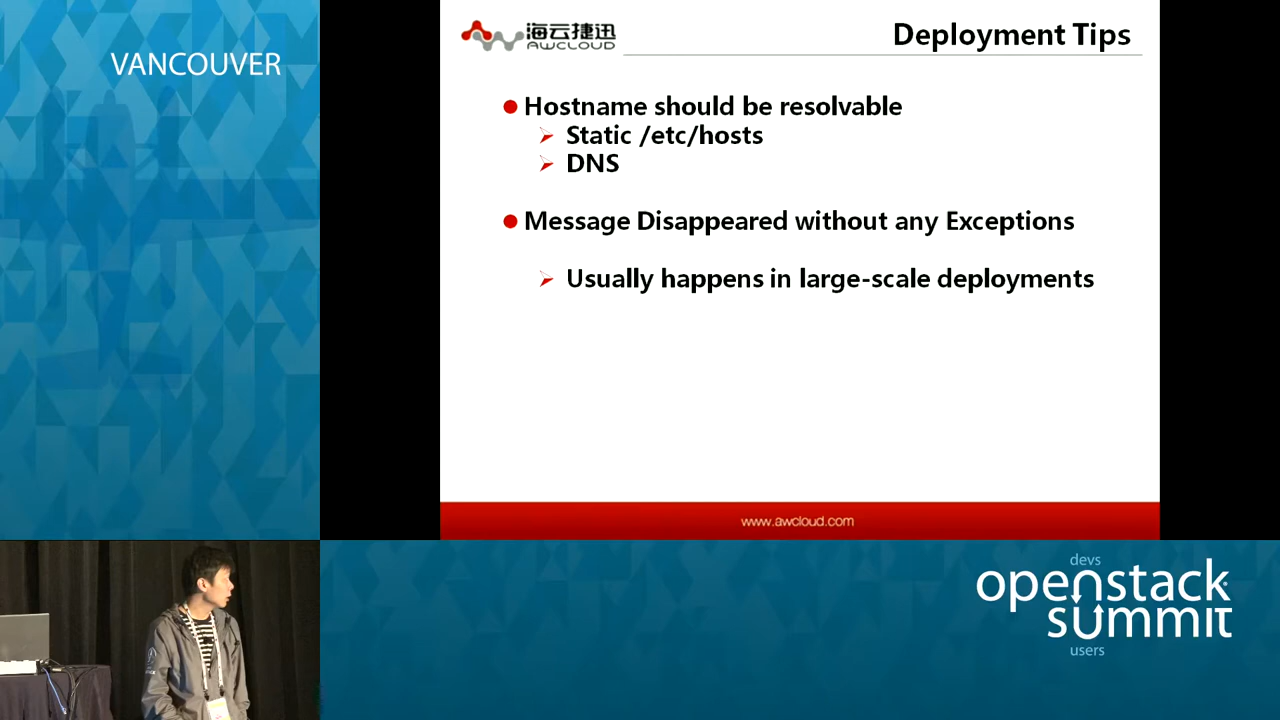 VANCOUVER
海云捷迅
AWCLOUD
Deployment Tips
Hostname should be resolvable
Static /etc/hosts
DNS
Message Disappeared without any Exceptions
Usually happens in large-scale deployments
www.awcloud.com
devs
openstack
summit
users